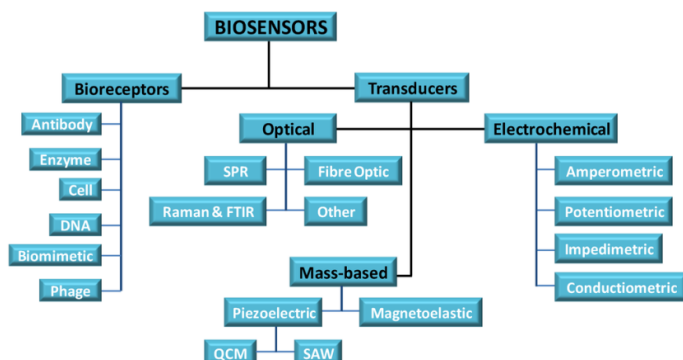 BIOSENSORS
Bioreceptors
Transducers
Antibody
Enzyme
Cell
DNA
Biomimetic
Phage
Optical
SPR
Fibre Optic
Raman & FTIR
Other
Electrochemical
Amperometric
Potentiometric
Impedimetric
Conductiometric
Mass-based
Piezoelectric
Magnetoelastic
QCM
SAW